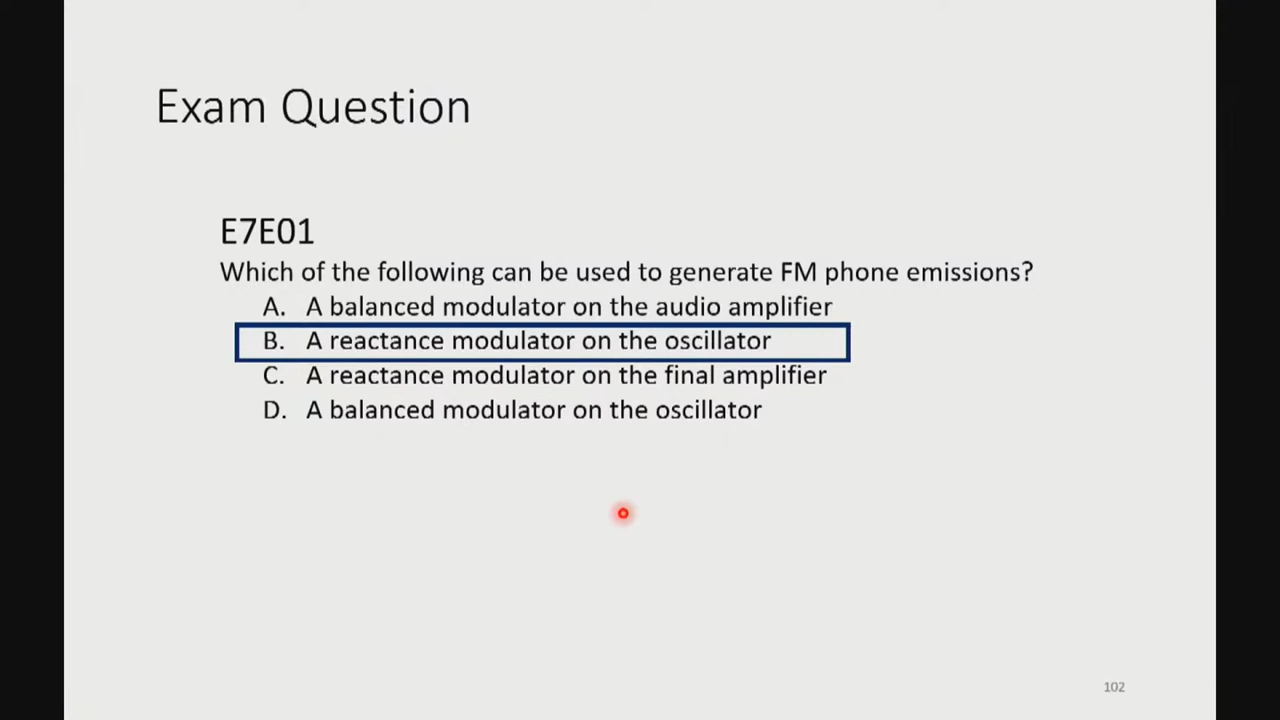 Exam Question
E7E01
Which of the following can be used to generate FM phone emissions?
A. A balanced modulator on the audio amplifier
B. A reactance modulator on the oscillator
C. A reactance modulator on the final amplifier
D. A balanced modulator on the oscillator
102